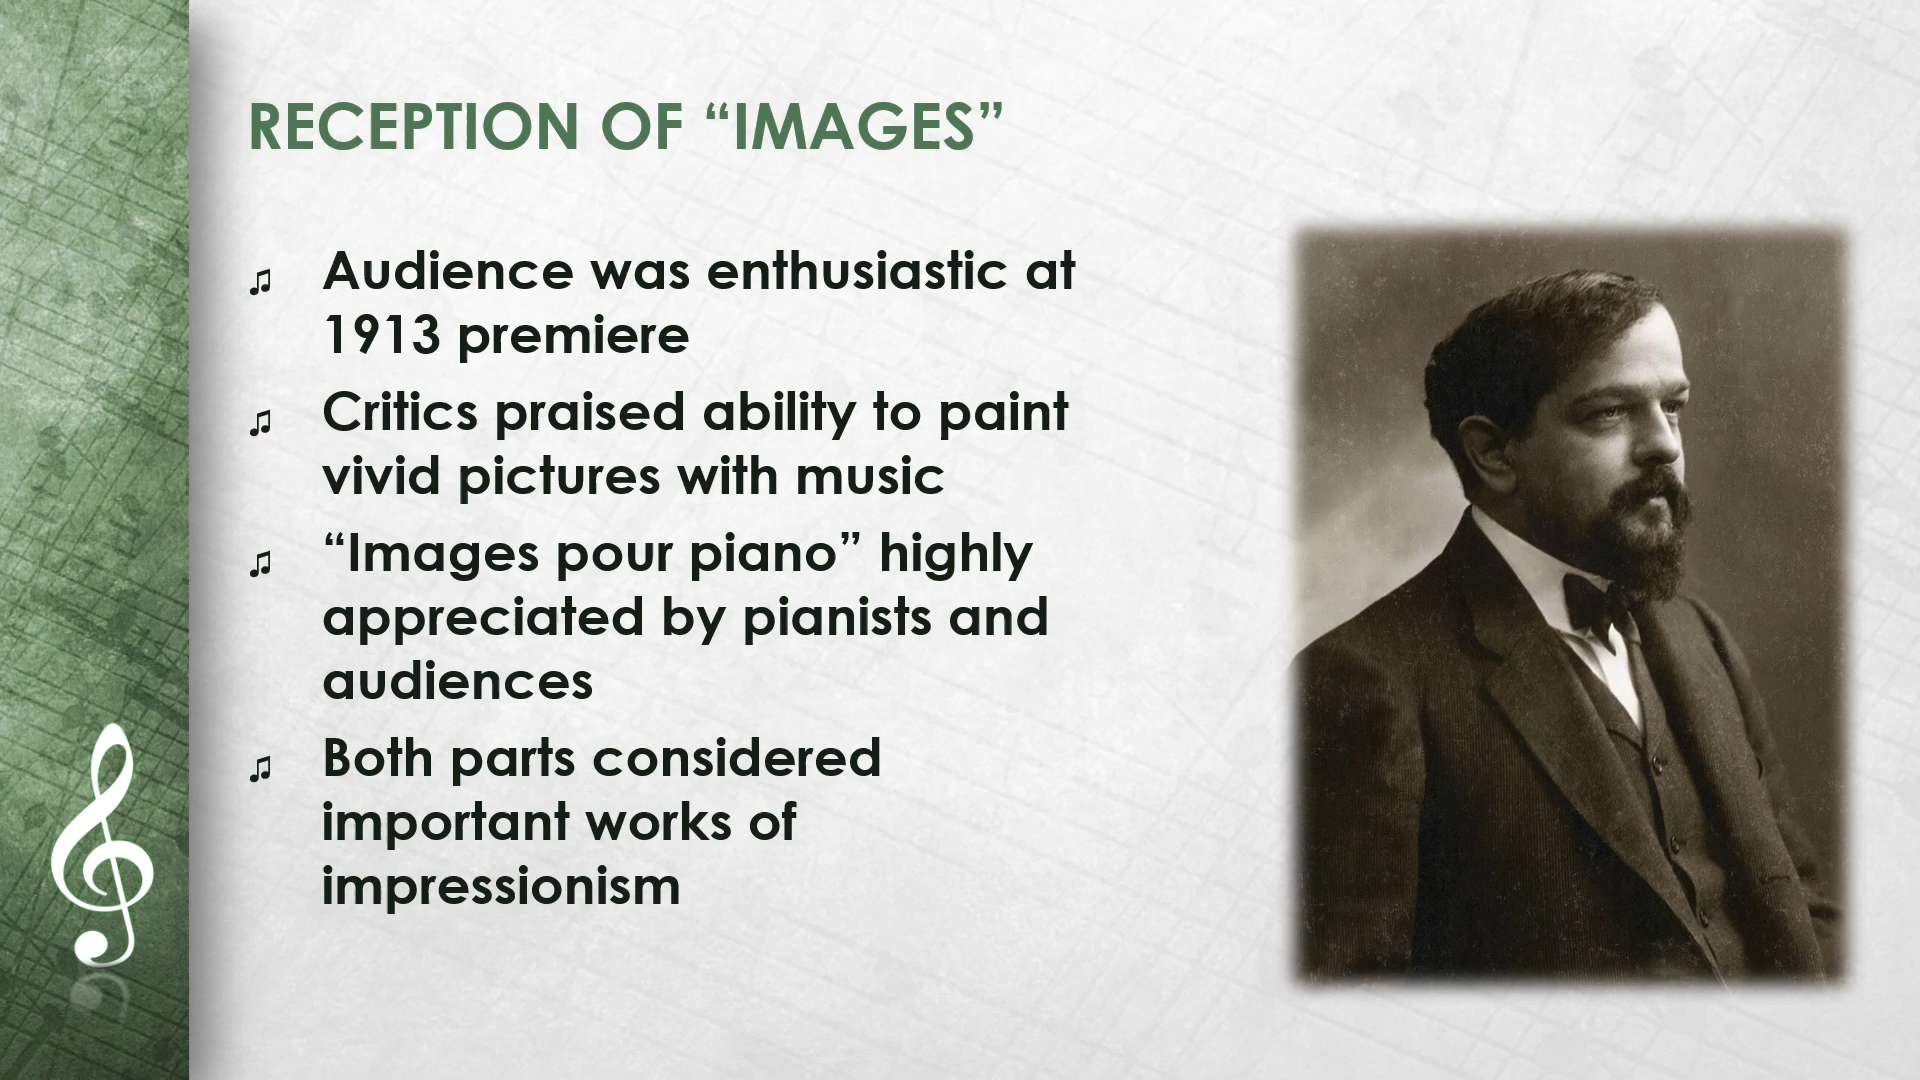 RECEPTION OF “IMAGES”
♫ Audience was enthusiastic at
1913 premiere
♫ Critics praised ability to paint
vivid pictures with music
♫ “Images pour piano” highly
appreciated by pianists and
audiences
♫ Both parts considered
important works of
impressionism